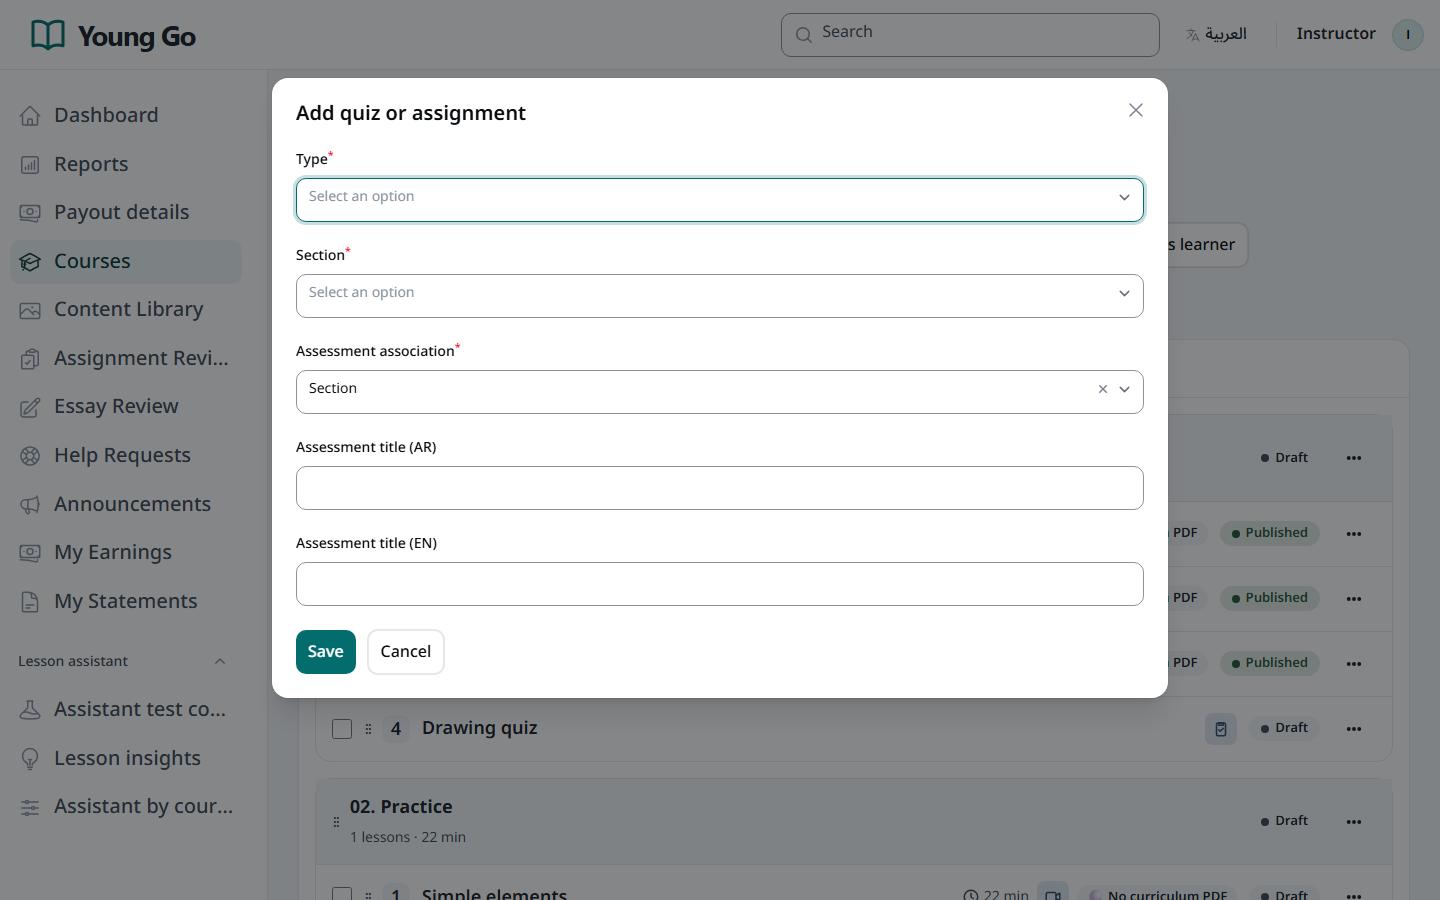 Young Go
Search
العربية
Instructor
I
Dashboard
Reports
Payout details
Courses
Content Library
Assignment Revi...
Essay Review
Help Requests
Announcements
My Earnings
My Statements
Lesson assistant
Assistant test co...
Lesson insights
Assistant by cour...
Add quiz or assignment
Type*
Select an option
Section*
Select an option
Assessment association*
Section
Assessment title (AR)
Assessment title (EN)
Save
Cancel
s learner
Draft
PDF
Published
PDF
Published
PDF
Published
4
Drawing quiz
Draft
02. Practice
1 lessons · 22 min
Draft
1
Simple elements
22 min
No curriculum PDF
Draft